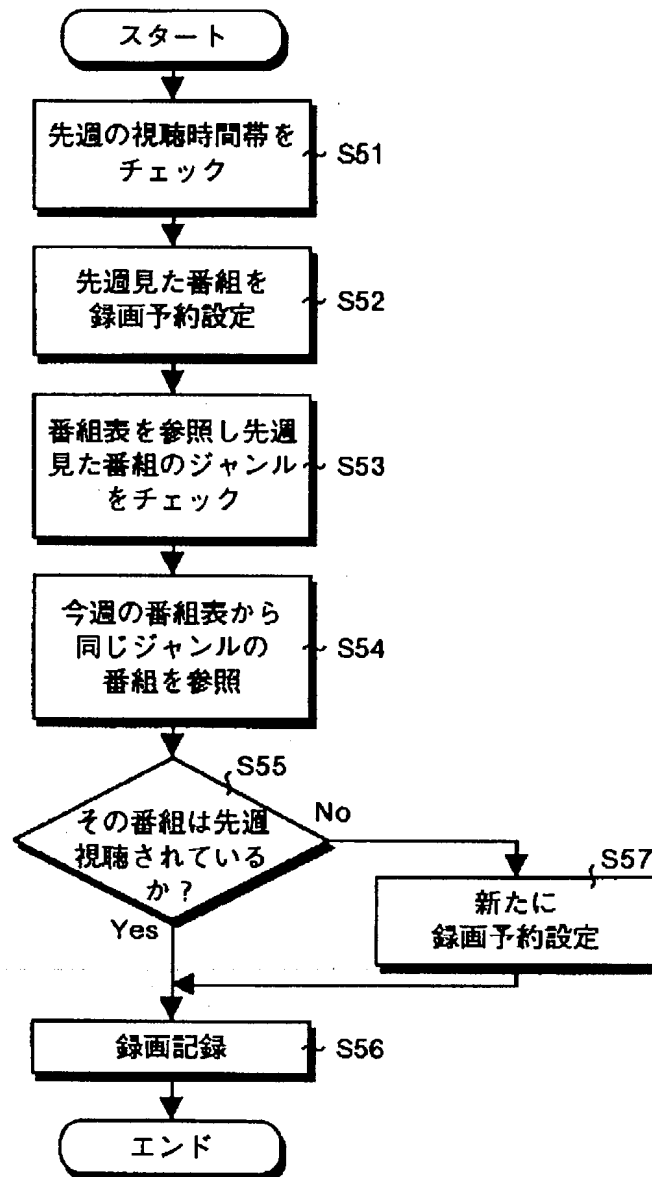 スタート
先週の視聴時間帯を
チェック
S51
先週見た番組を
録画予約設定
S52
番組表を参照し先週
見た番組のジャンル
をチェック
S53
今週の番組表から
同じジャンルの
番組を参照
S54
S55
その番組は先週
視聴されている
か？
No
Yes
S57
新たに
録画予約設定
録画記録
S56
エンド